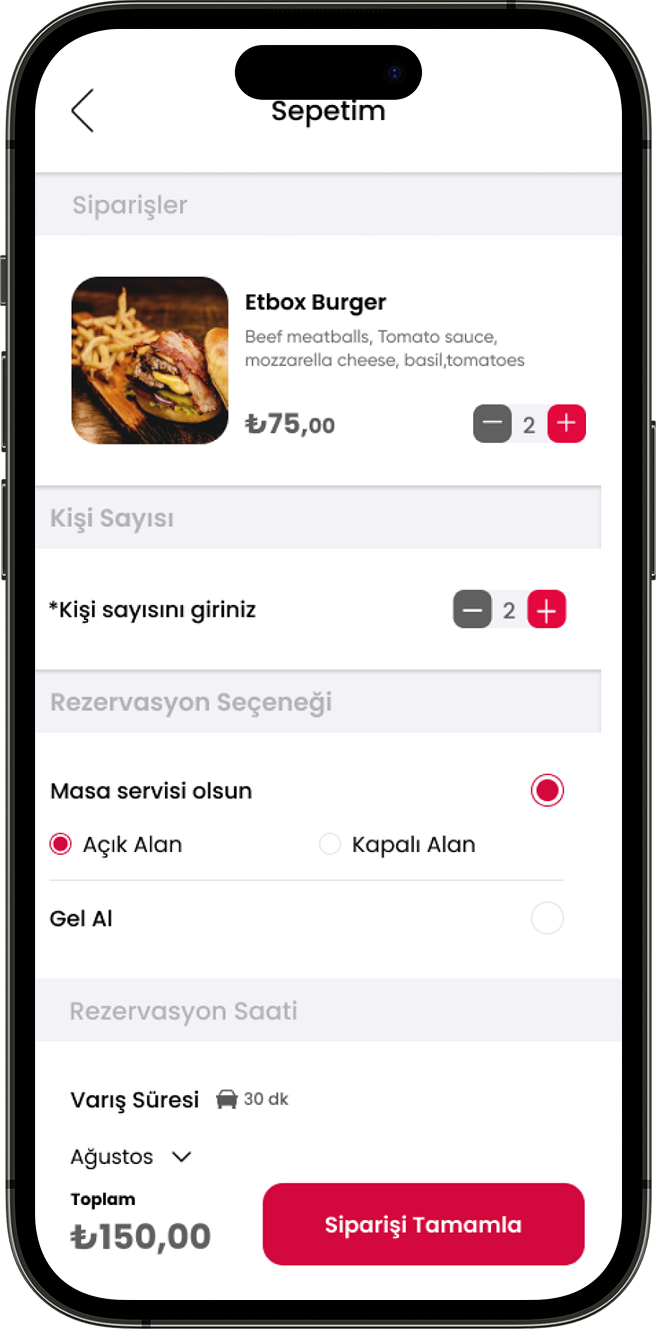 Sepetim
Siparişler
Etbox Burger
Beef meatballs, Tomato sauce,
mozzarella cheese, basil,tomatoes
₺75,00
2
Kişi Sayısı
*Kişi sayısını giriniz
2
Rezervasyon Seçeneği
Masa servisi olsun
Açık Alan
Kapalı Alan
Gel Al
Rezervasyon Saati
Varış Süresi 30 dk
Ağustos
Toplam
₺150,00
Siparişi Tamamla